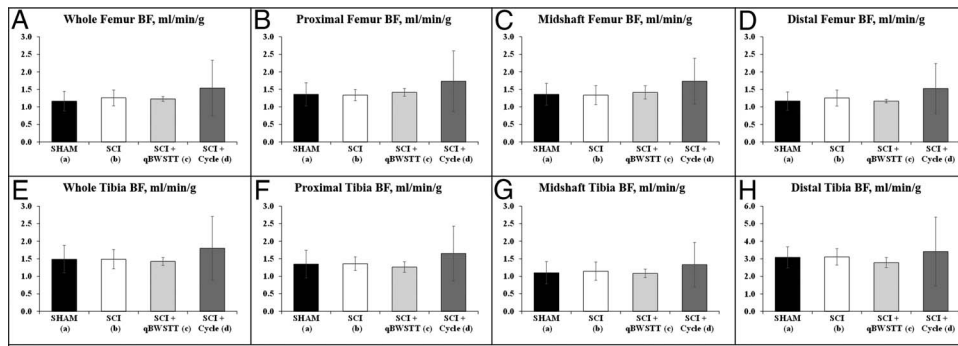 A
Whole Femur BF, ml/min/g
3.0
2.5
2.0
1.5
1.0
0.5
0.0
SHAM
(a)
SCI
(b)
SCI +
qBWSTT (c)
SCI +
Cycle (d)
B
Proximal Femur BF, ml/min/g
3.0
2.5
2.0
1.5
1.0
0.5
0.0
SHAM
(a)
SCI
(b)
SCI +
qBWSTT (c)
SCI +
Cycle (d)
C
Midshaft Femur BF, ml/min/g
3.0
2.5
2.0
1.5
1.0
0.5
0.0
SHAM
(a)
SCI
(b)
SCI +
qBWSTT (c)
SCI +
Cycle (d)
D
Distal Femur BF, ml/min/g
3.0
2.5
2.0
1.5
1.0
0.5
0.0
SHAM
(a)
SCI
(b)
SCI +
qBWSTT (c)
SCI +
Cycle (d)
E
Whole Tibia BF, ml/min/g
3.0
2.5
2.0
1.5
1.0
0.5
0.0
SHAM
(a)
SCI
(b)
SCI +
qBWSTT (c)
SCI +
Cycle (d)
F
Proximal Tibia BF, ml/min/g
3.0
2.5
2.0
1.5
1.0
0.5
0.0
SHAM
(a)
SCI
(b)
SCI +
qBWSTT (c)
SCI +
Cycle (d)
G
Midshaft Tibia BF, ml/min/g
3.0
2.5
2.0
1.5
1.0
0.5
0.0
SHAM
(a)
SCI
(b)
SCI +
qBWSTT (c)
SCI +
Cycle (d)
H
Distal Tibia BF, ml/min/g
6.0
5.0
4.0
3.0
2.0
1.0
0.0
SHAM
(a)
SCI
(b)
SCI +
qBWSTT (c)
SCI +
Cycle (d)